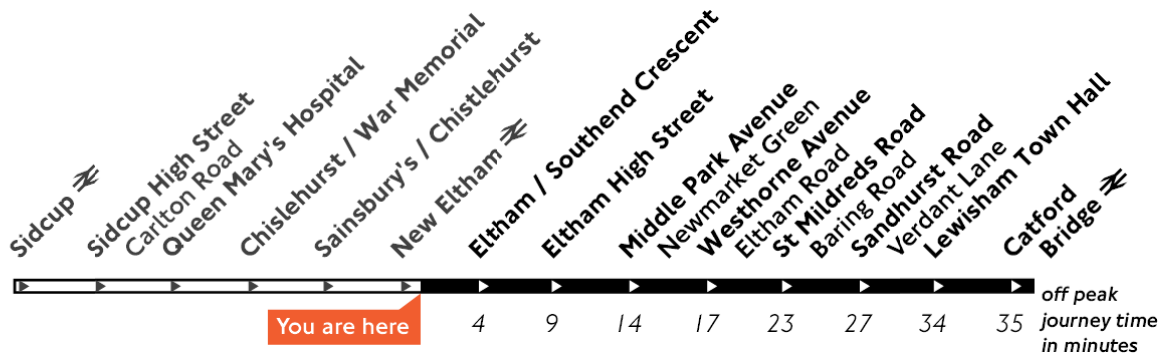 Sidcup
Sidcup High Street
Carlton Road
Queen Mary's Hospital
Chislehurst / War Memorial
Sainsbury's / Chistlehurst
New Eltham
Eltham / Southend Crescent
Eltham High Street
Middle Park Avenue
Newmarket Green
Westhorne Avenue
Eltham Road
St Mildreds Road
Baring Road
Sandhurst Road
Verdant Lane
Lewisham Town Hall
Catford
Bridge
You are here
4 9 14 17 23 27 34 35
off peak
journey time
in minutes